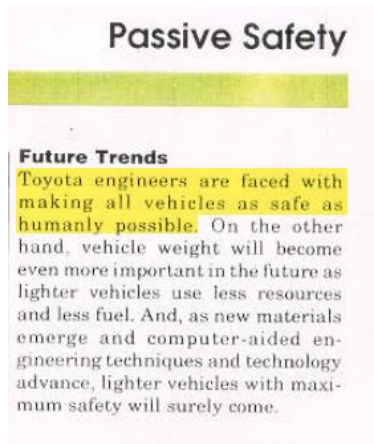 Passive Safety
Future Trends
Toyota engineers are faced with
making all vehicles as safe as
humanly possible. On the other
hand, vehicle weight will become
even more important in the future as
lighter vehicles use less resources
and less fuel. And, as new materials
emerge and computer-aided en-
gineering techniques and technology
advance, lighter vehicles with maxi-
mum safety will surely come.